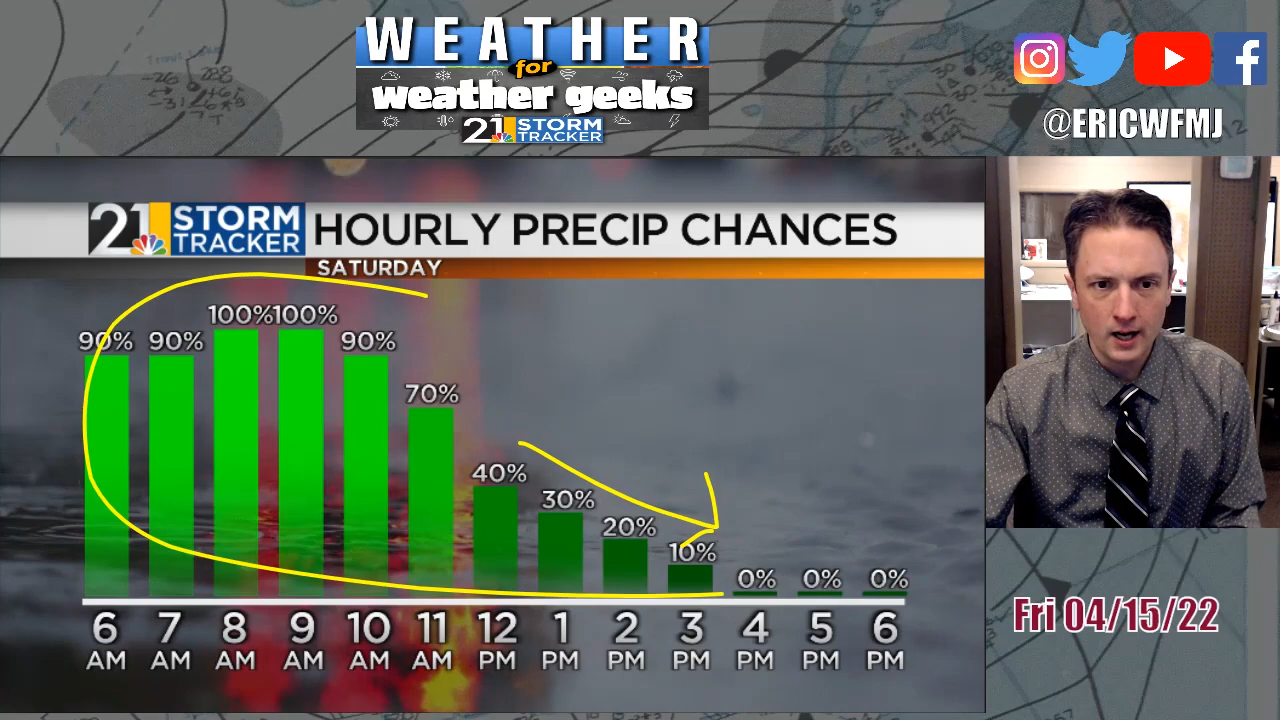 WEATHER
for
weather geeks
21 STORM
TRACKER
@ERICWFMJ
21 STORM
TRACKER
HOURLY PRECIP CHANCES
SATURDAY
90% 90% 100% 100% 90% 70% 40% 30% 20% 10% 0% 0% 0%
6 7 8 9 10 11 12 1 2 3 4 5 6
AM AM AM AM AM AM PM PM PM PM PM PM PM
Fri 04/15/22